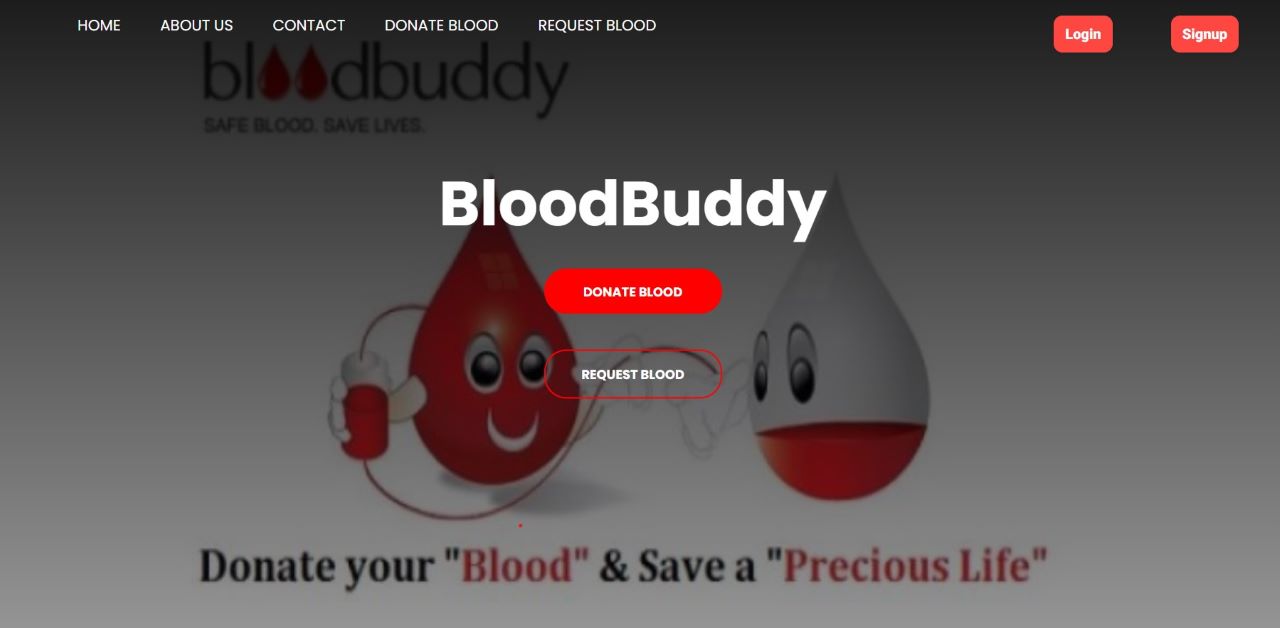 HOME ABOUT US CONTACT DONATE BLOOD REQUEST BLOOD Login Signup
bloodbuddy
SAFE BLOOD. SAVE LIVES.
BloodBuddy
DONATE BLOOD
REQUEST BLOOD
Donate your "Blood" & Save a "Precious Life"